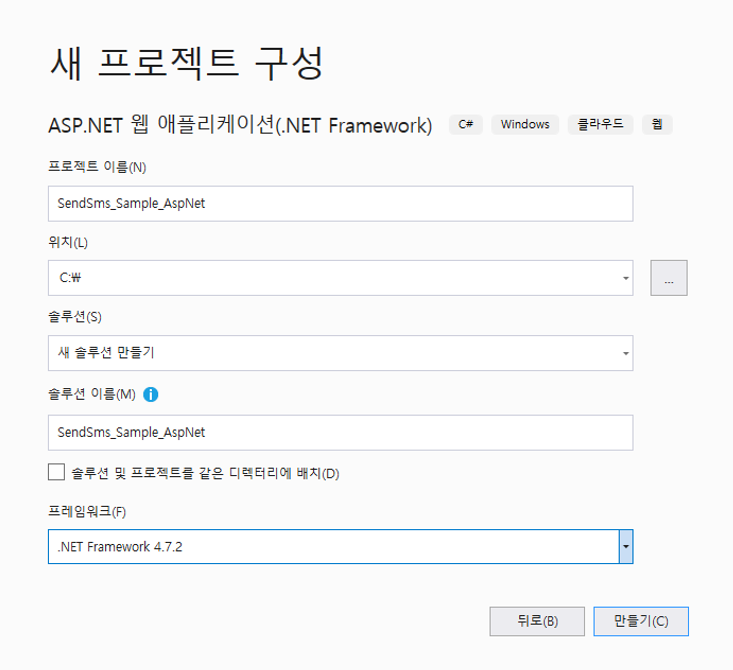 새 프로젝트 구성
ASP.NET 웹 애플리케이션(.NET Framework) C# Windows 클라우드 웹
프로젝트 이름(N)
SendSms_Sample_AspNet
위치(L)
C:₩
...
솔루션(S)
새 솔루션 만들기
솔루션 이름(M) i
SendSms_Sample_AspNet
솔루션 및 프로젝트를 같은 디렉터리에 배치(D)
프레임워크(F)
.NET Framework 4.7.2
뒤로(B) 만들기(C)